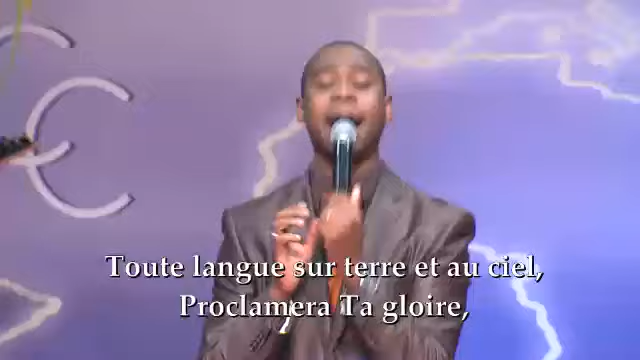 Toute langue sur terre et au ciel,
Proclamera Ta gloire,